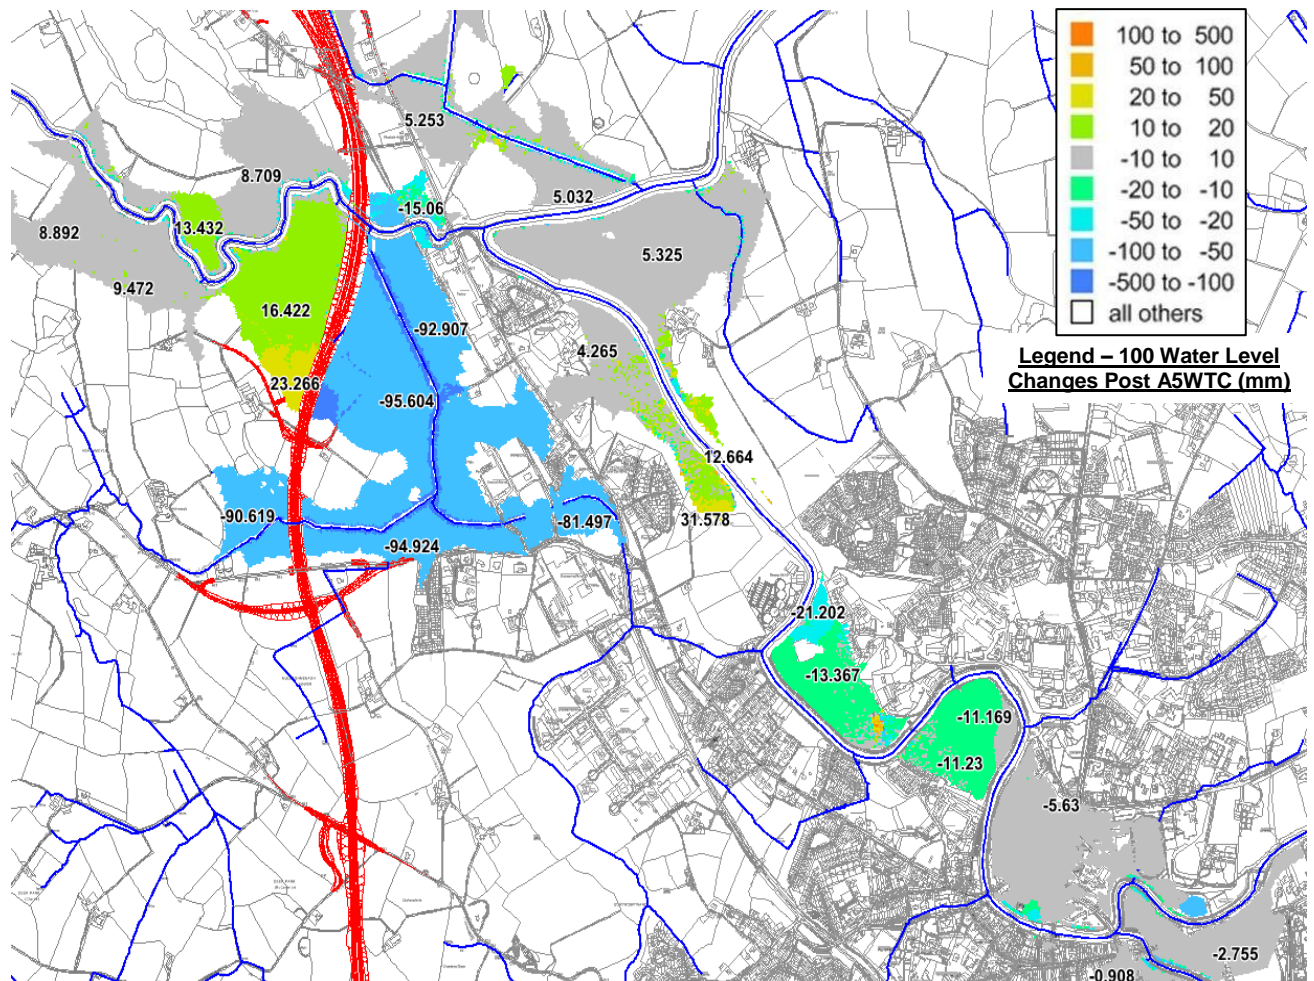 100 to 500
50 to 100
20 to 50
10 to 20
-10 to 10
-20 to -10
-50 to -20
-100 to -50
-500 to -100
all others
Legend – 100 Water Level
Changes Post A5WTC (mm)
5.253
8.709
5.032
-15.06
13.432
8.892
5.325
9.472
16.422
-92.907
4.265
23.266
-95.604
12.664
31.578
-90.619
-81.497
-94.924
-21.202
-13.367
-11.169
-11.23
-5.63
-2.755
-0.908